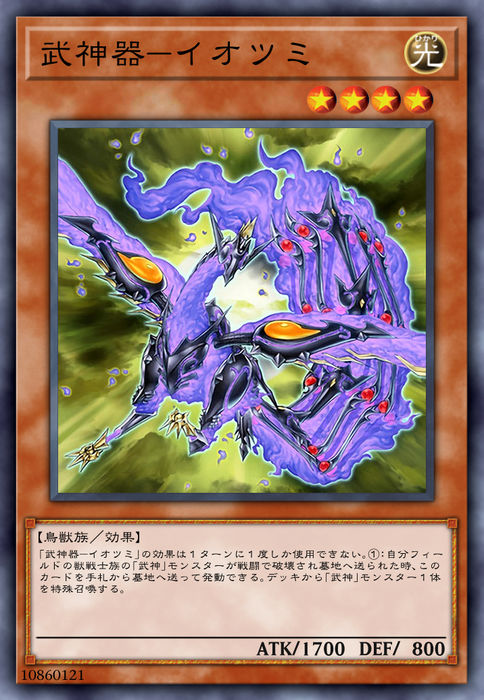 武神器－イオツミ
ひかり
光
【鳥獣族／効果】
「武神器－イオツミ」の効果は１ターンに１度しか使用できない。①：自分フィー
ルドの獣戦士族の「武神」モンスターが戦闘で破壊され墓地へ送られた時、この
カードを手札から墓地へ送って発動できる。デッキから「武神」モンスター１体
を特殊召喚する。
ATK/1700 DEF/ 800
10860121